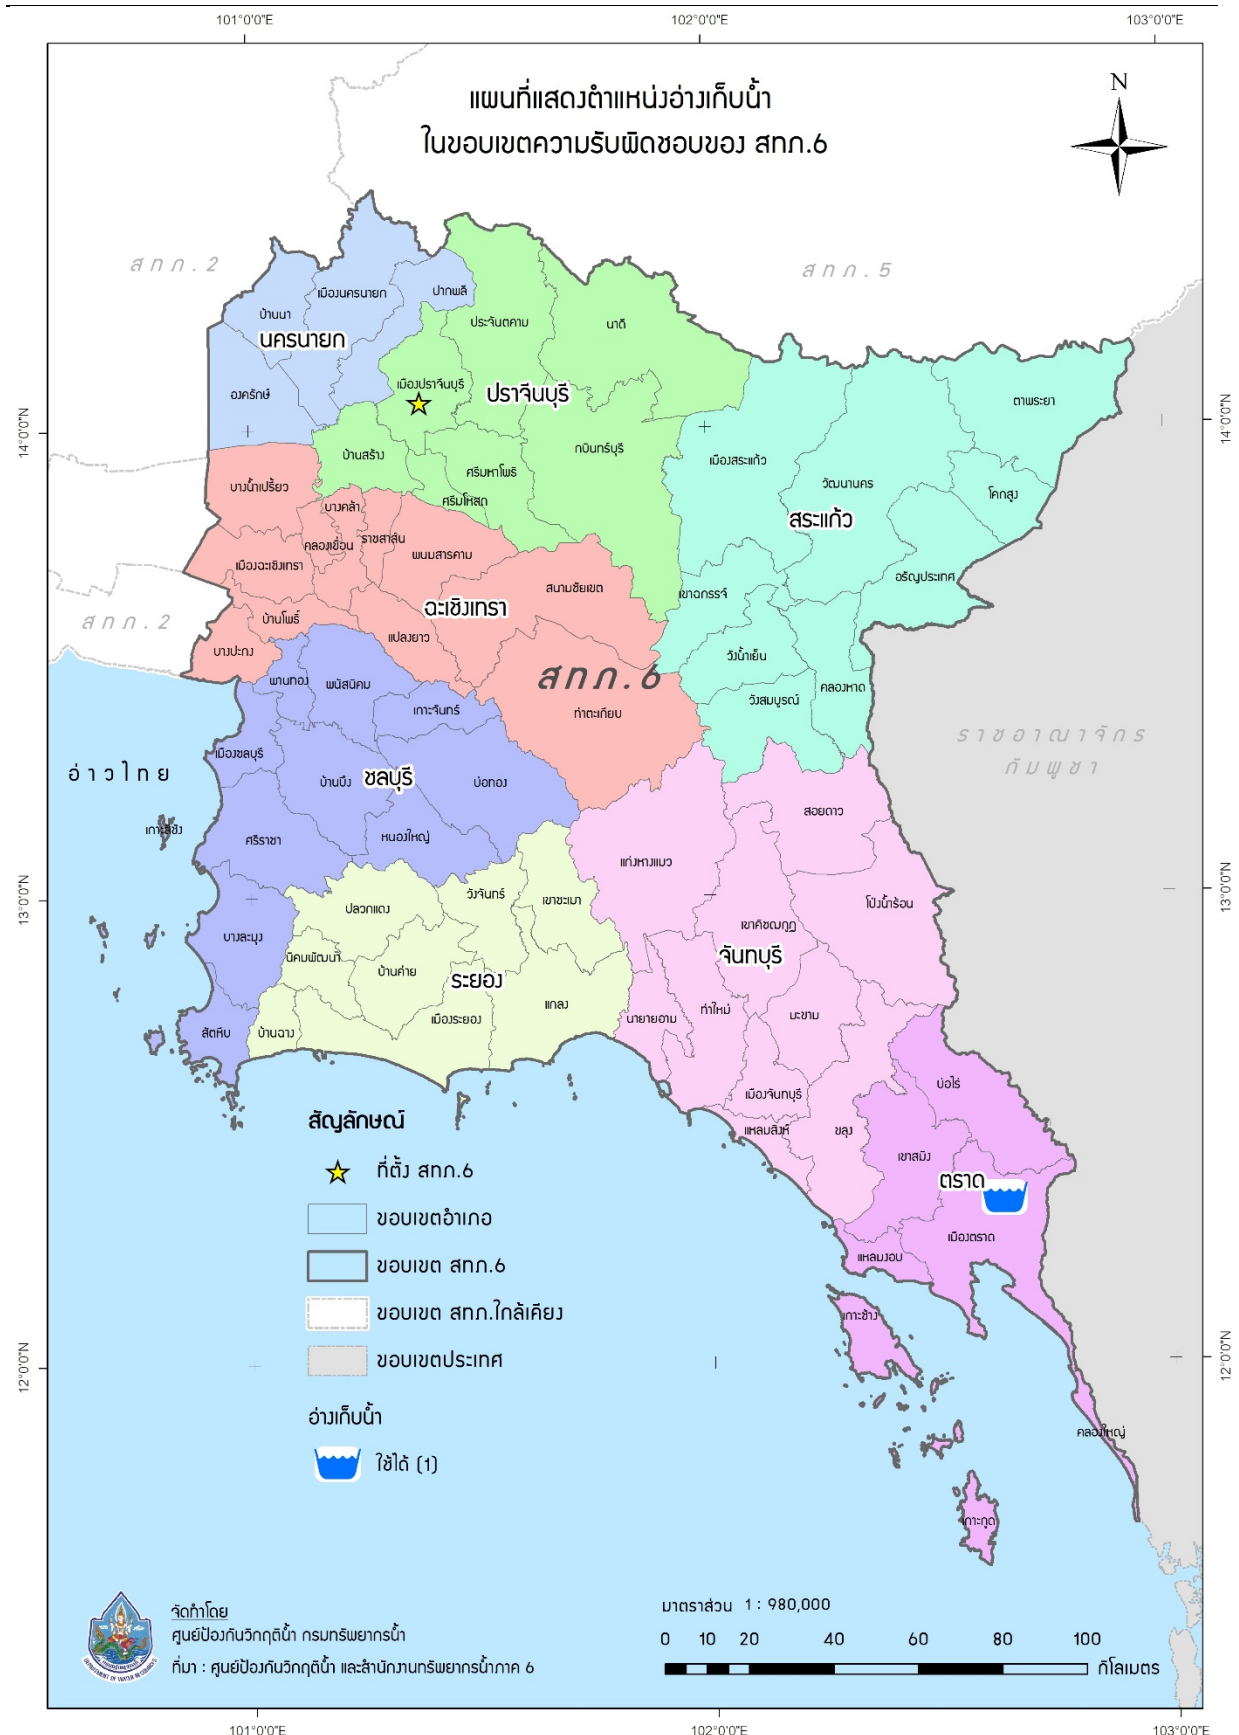 101°0'0"E
102°0'0"E
103°0'0"E
แผนที่แสดงตำแหน่งอ่างเก็บน้ำ
ในขอบเขตความรับผิดชอบของ สทภ.6
N
สทภ.2
สทภ.5
ปากพลี
เมืองนครนายก
บ้านนา
นครนายก
องครักษ์
ประจันตคาม
นาดี
เมืองปราจีนบุรี
ปราจีนบุรี
บ้านสร้าง
ศรีมหาโพธิ
ศรีมโหสถ
กบินทร์บุรี
ตาพระยา
เมืองสระแก้ว
วัฒนานคร
โคกสูง
สระแก้ว
อรัญประเทศ
เขาฉกรรจ์
วังน้ำเย็น
วังสมบูรณ์
คลองหาด
14°0'0"N
14°0'0"N
บางน้ำเปรี้ยว
บางคล้า
คลองเขื่อน
ราชสาส์น
พนมสารคาม
เมืองฉะเชิงเทรา
สนามชัยเขต
ฉะเชิงเทรา
บ้านโพธิ์
แปลงยาว
บางปะกง
สทภ.2
สทภ.6
ท่าตะเกียบ
พานทอง
พนัสนิคม
เกาะจันทร์
เมืองชลบุรี
บ้านบึง
ชลบุรี
บ่อทอง
อ่าวไทย
เกาะสีชัง
ศรีราชา
หนองใหญ่
บางละมุง
สัตหีบ
ราชอาณาจักร
กัมพูชา
สอยดาว
แก่งหางแมว
โป่งน้ำร้อน
เขาคิชฌกูฏ
จันทบุรี
13°0'0"N
13°0'0"N
วังจันทร์
เขาชะเมา
ปลวกแดง
นิคมพัฒนา
บ้านค่าย
ระยอง
แกลง
เมืองระยอง
บ้านฉาง
นายายอาม
ท่าใหม่
มะขาม
เมืองจันทบุรี
แหลมสิงห์
ขลุง
บ่อไร่
เขาสมิง
ตราด
เมืองตราด
แหลมงอบ
เกาะช้าง
คลองใหญ่
เกาะกูด
12°0'0"N
12°0'0"N
สัญลักษณ์
ที่ตั้ง สทภ.6
ขอบเขตอำเภอ
ขอบเขต สทภ.6
ขอบเขต สทภ.ใกล้เคียง
ขอบเขตประเทศ
อ่างเก็บน้ำ
ใช้ได้ (1)
จัดทำโดย
ศูนย์ป้องกันวิกฤติน้ำ กรมทรัพยากรน้ำ
ที่มา : ศูนย์ป้องกันวิกฤติน้ำ และสำนักงานทรัพยากรน้ำภาค 6
DEPARTMENT OF WATER RESOURCES
มาตราส่วน 1 : 980,000
0 10 20 40 60 80 100
กิโลเมตร
101°0'0"E
102°0'0"E
103°0'0"E